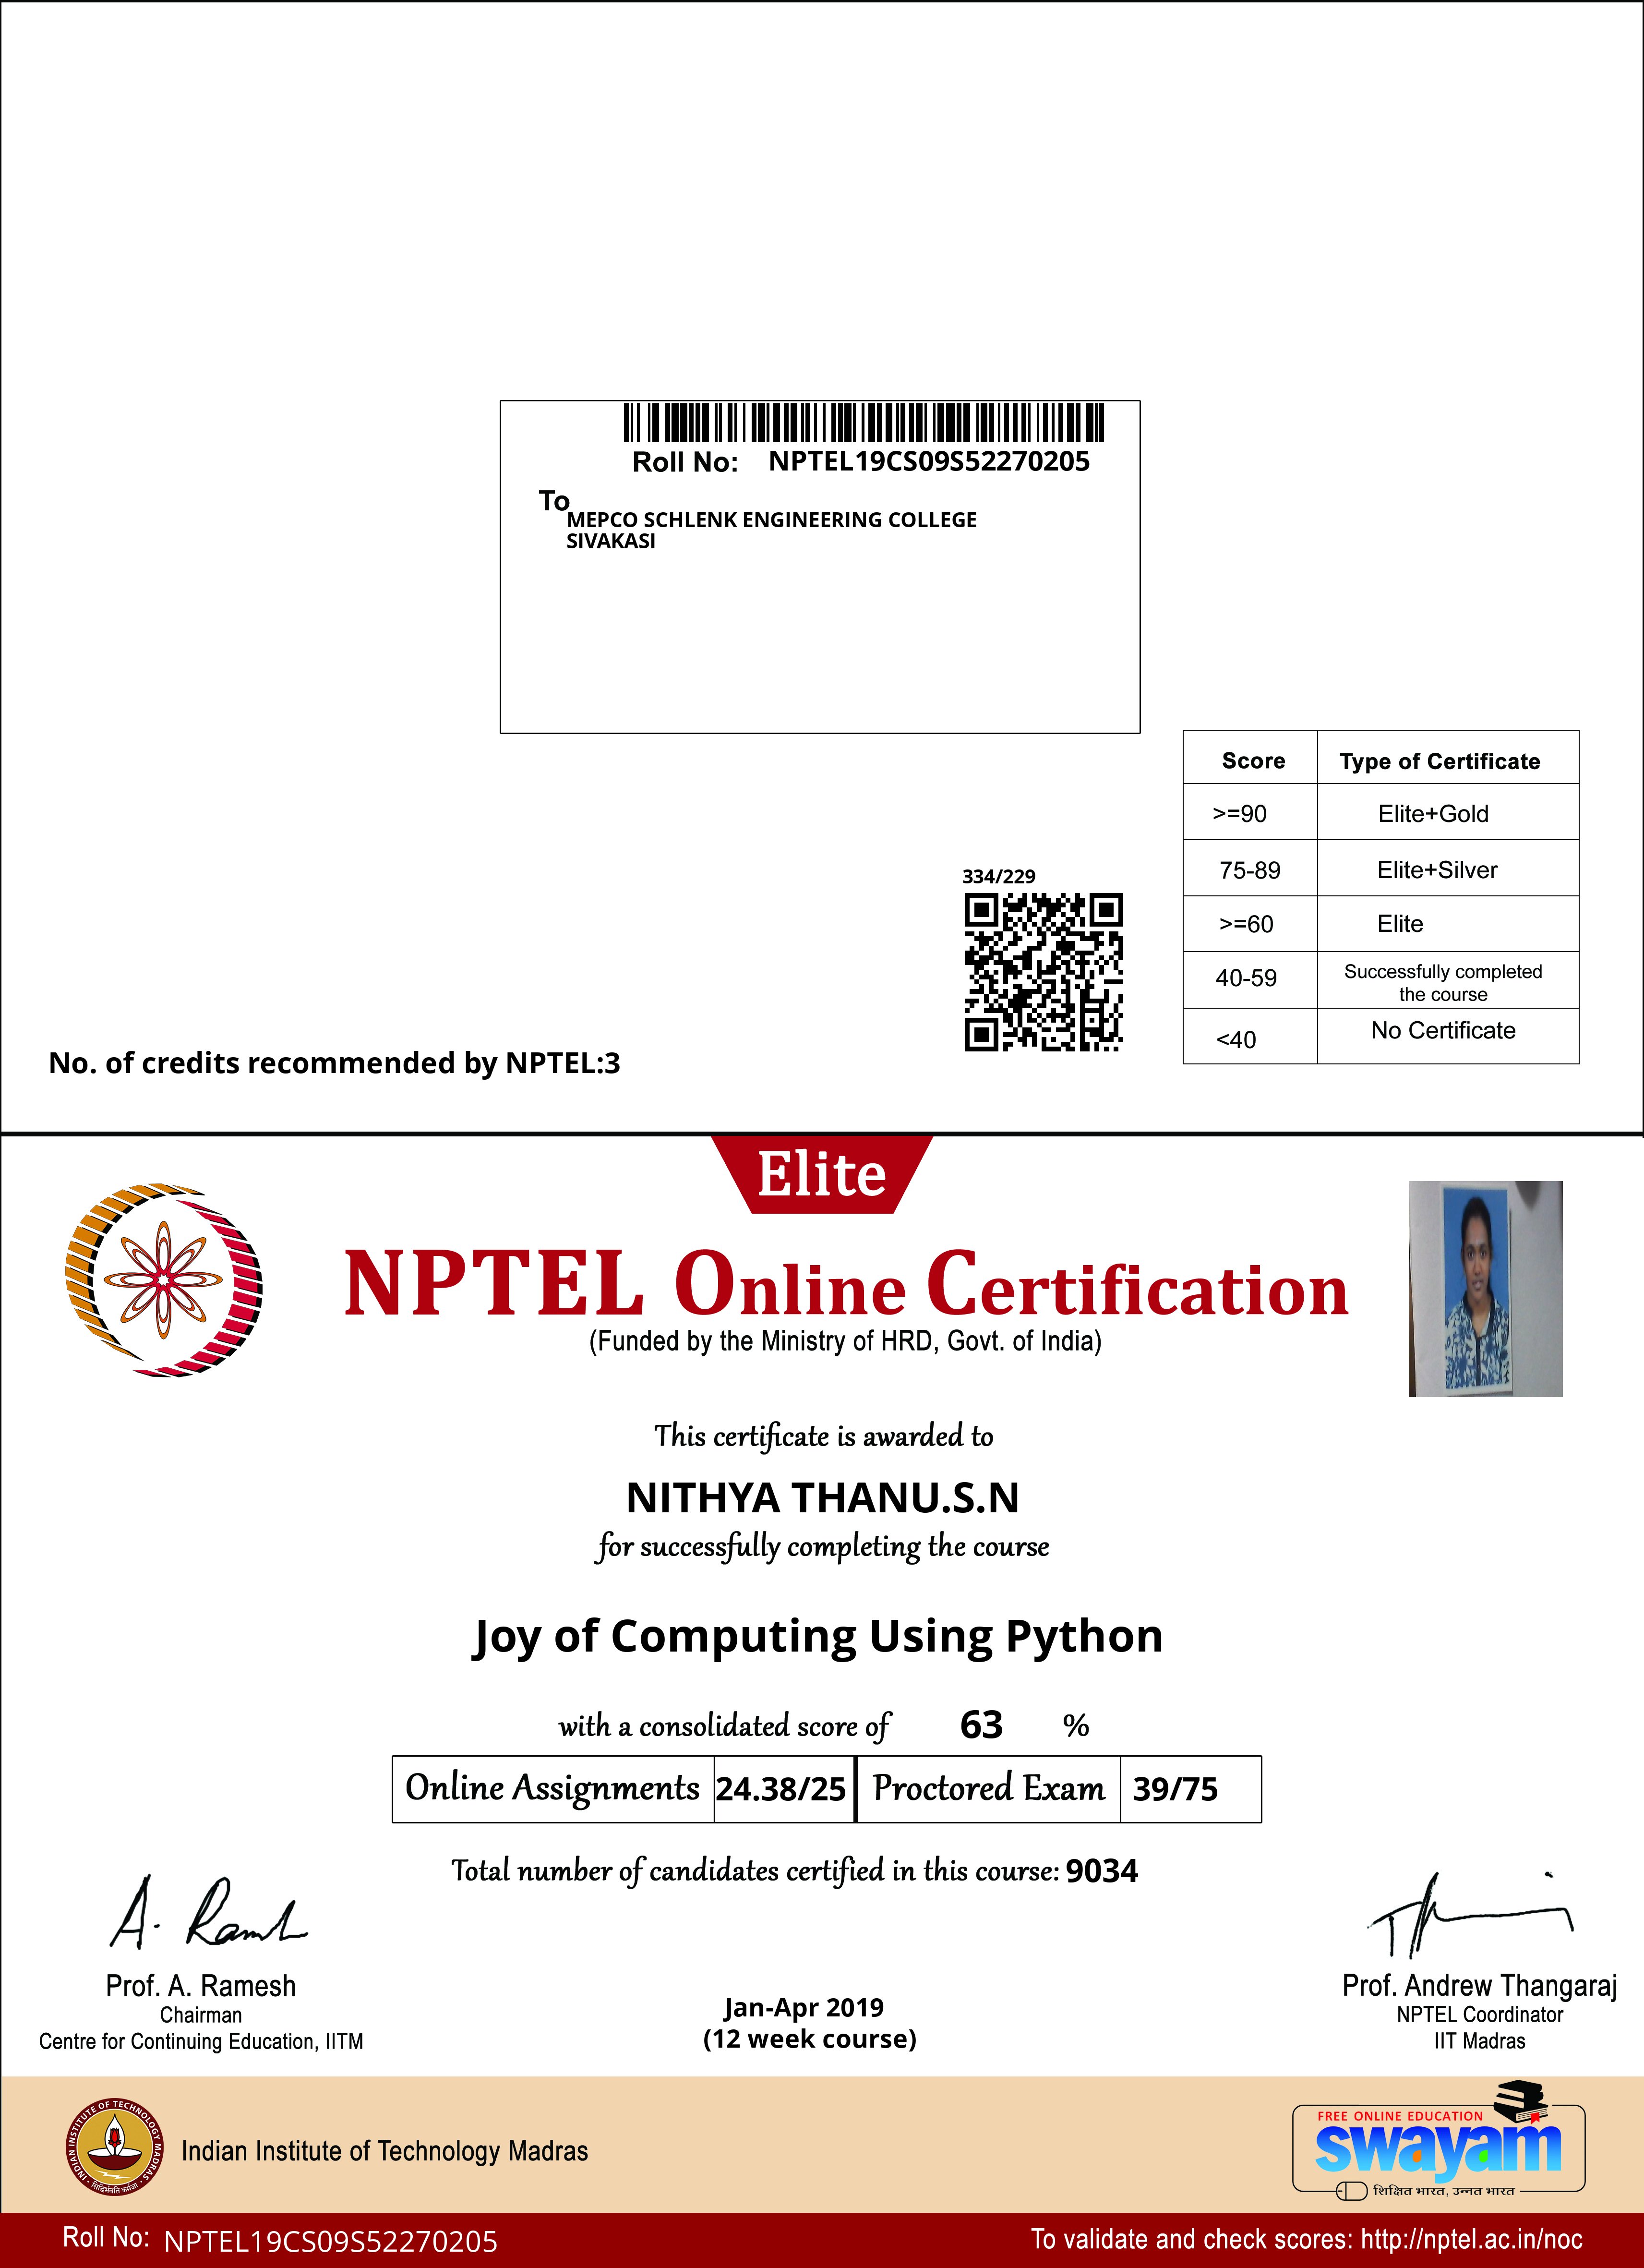 Roll No: NPTEL19CS09S52270205
To
MEPCO SCHLENK ENGINEERING COLLEGE
SIVAKASI
Score Type of Certificate
>=90 Elite+Gold
75-89 Elite+Silver
>=60 Elite
40-59 Successfully completed
the course
<40 No Certificate
334/229
No. of credits recommended by NPTEL:3
Elite
NPTEL Online Certification
(Funded by the Ministry of HRD, Govt. of India)
This certificate is awarded to
NITHYA THANU.S.N
for successfully completing the course
Joy of Computing Using Python
with a consolidated score of 63 %
Online Assignments 24.38/25 Proctored Exam 39/75
Total number of candidates certified in this course: 9034
A. Ramesh
Prof. A. Ramesh
Chairman
Centre for Continuing Education, IITM
Jan-Apr 2019
(12 week course)
Prof. Andrew Thangaraj
NPTEL Coordinator
IIT Madras
INDIAN INSTITUTE OF TECHNOLOGY MADRAS
सिद्धिर्भवति कर्मजा
Indian Institute of Technology Madras
FREE ONLINE EDUCATION
swayam
शिक्षित भारत, उन्नत भारत
Roll No: NPTEL19CS09S52270205
To validate and check scores: http://nptel.ac.in/noc